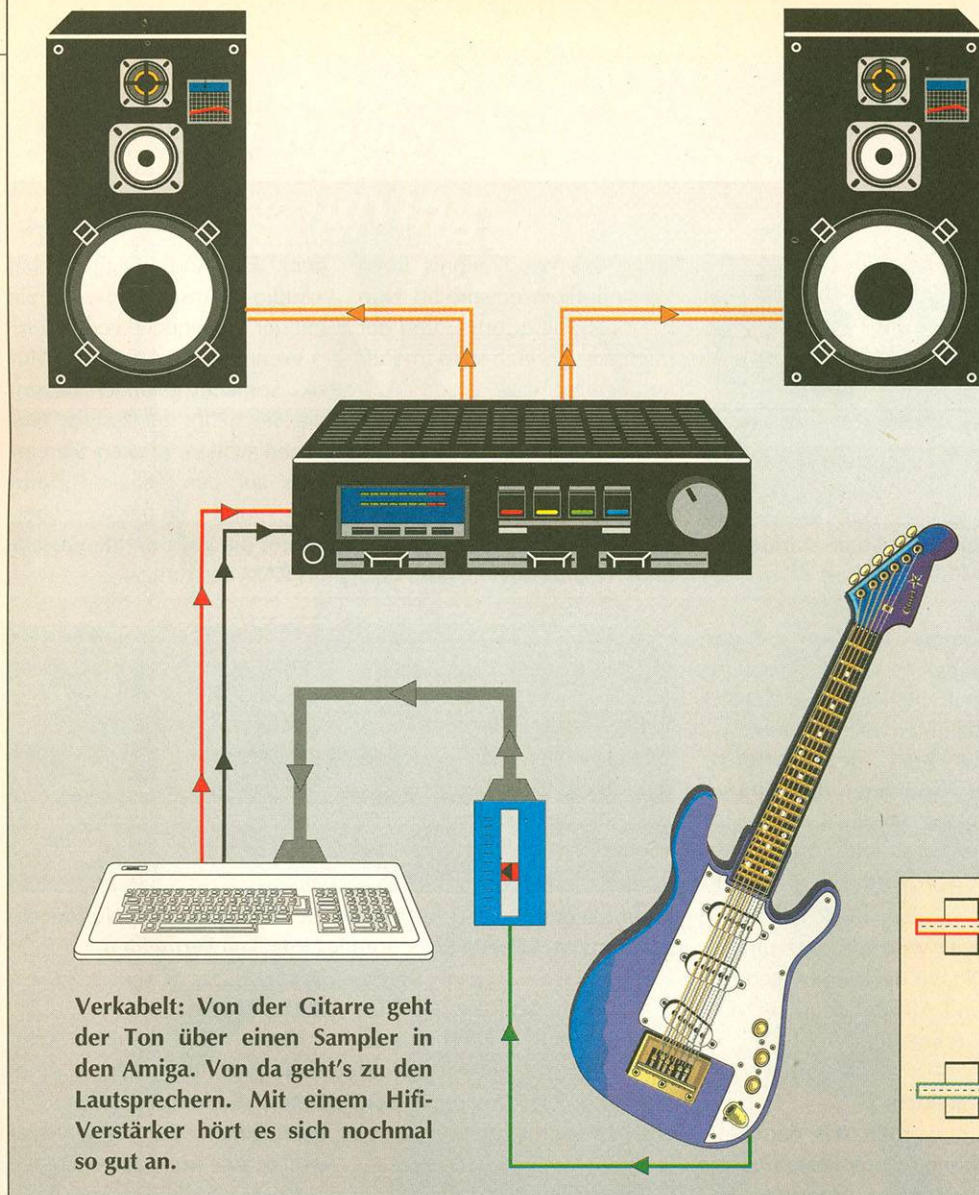 Verkabelt: Von der Gitarre geht
der Ton über einen Sampler in
den Amiga. Von da geht's zu den
Lautsprechern. Mit einem Hifi-
Verstärker hört es sich nochmal
so gut an.